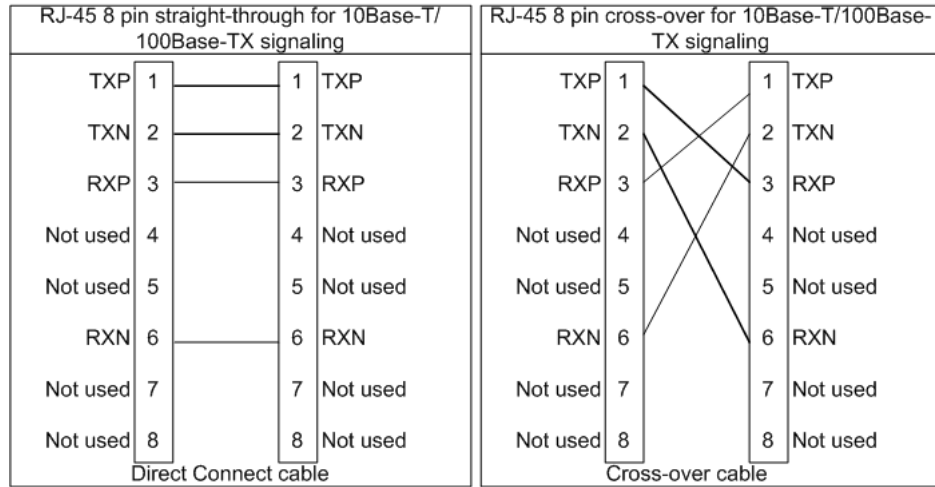 RJ-45 8 pin straight-through for 10Base-T/
100Base-TX signaling
TXP 1 1 TXP
TXN 2 2 TXN
RXP 3 3 RXP
Not used 4 4 Not used
Not used 5 5 Not used
RXN 6 6 RXN
Not used 7 7 Not used
Not used 8 8 Not used
Direct Connect cable
RJ-45 8 pin cross-over for 10Base-T/100Base-
TX signaling
TXP 1 1 TXP
TXN 2 2 TXN
RXP 3 3 RXP
Not used 4 4 Not used
Not used 5 5 Not used
RXN 6 6 RXN
Not used 7 7 Not used
Not used 8 8 Not used
Cross-over cable